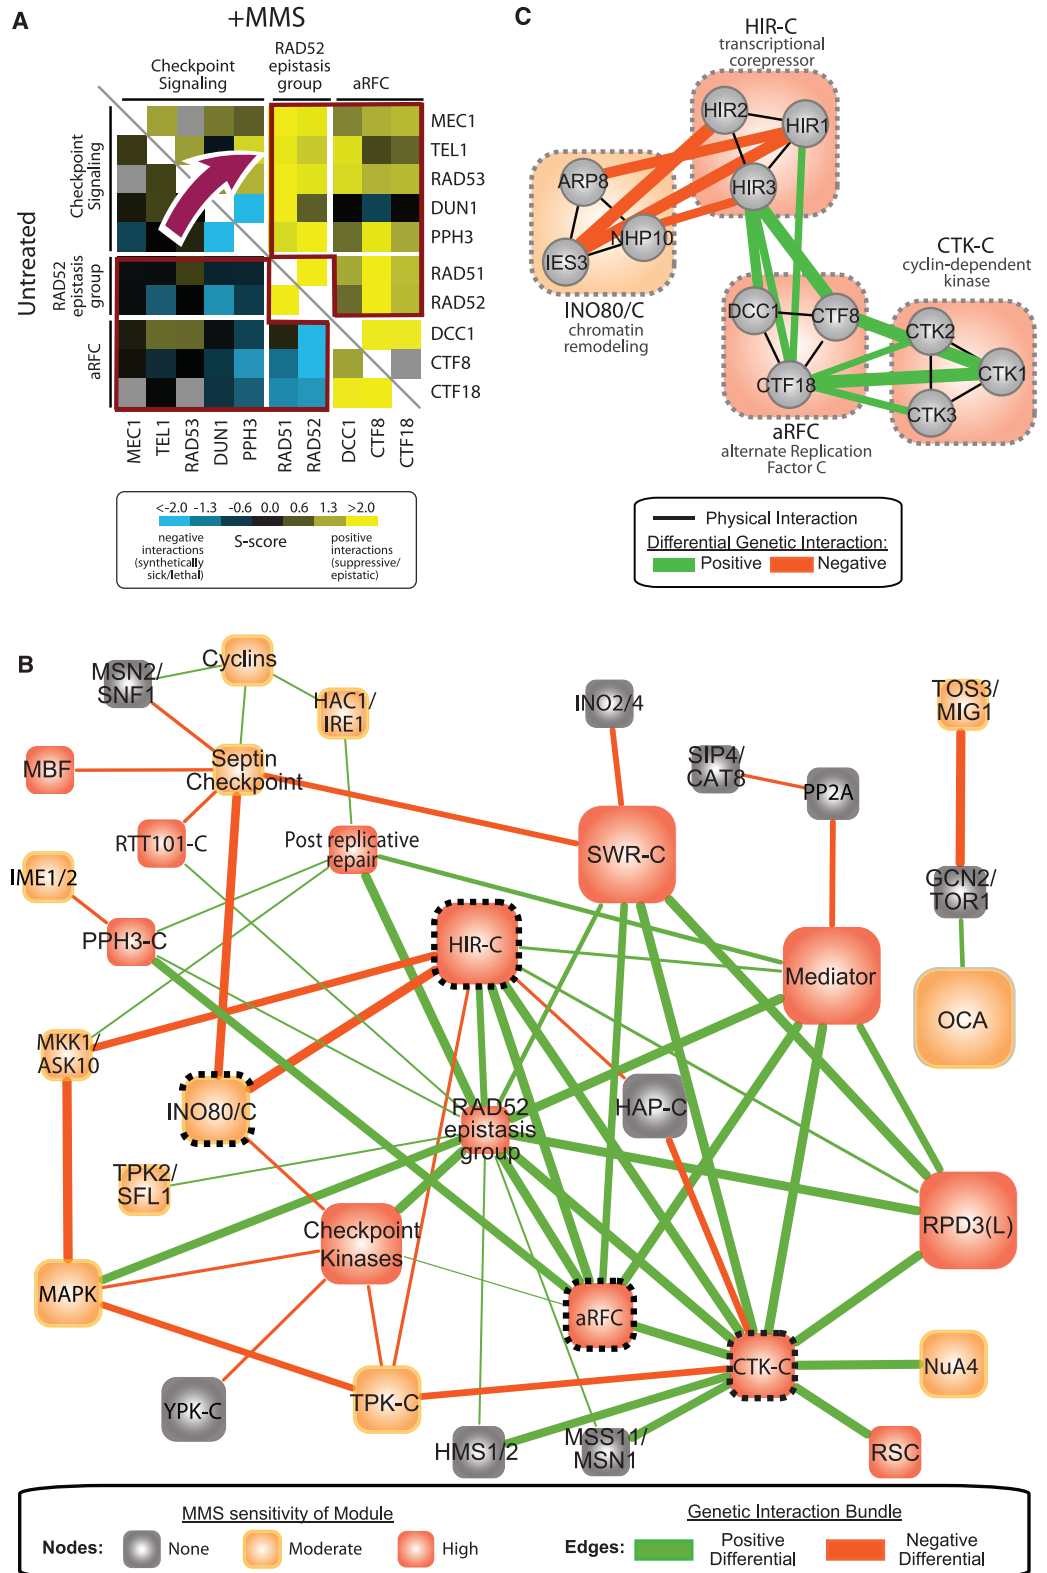 A
+MMS
Checkpoint
Signaling
RAD52
epistasis
group
aRFC
Untreated
Checkpoint
Signaling
RAD52
epistasis
group
aRFC
MEC1
TEL1
RAD53
DUN1
PPH3
RAD51
RAD52
DCC1
CTF8
CTF18
MEC1
TEL1
RAD53
DUN1
PPH3
RAD51
RAD52
DCC1
CTF8
CTF18
<-2.0 -1.3 -0.6 0.0 0.6 1.3 >2.0
negative
interactions
(synthetically
sick/lethal)
S-score
positive
interactions
(suppressive/
epistatic)
C
HIR-C
transcriptional
corepressor
HIR2
HIR1
HIR3
ARP8
NHP10
IES3
INO80/C
chromatin
remodeling
CTK-C
cyclin-dependent
kinase
DCC1
CTF8
CTF18
CTK2
CTK1
CTK3
aRFC
alternate Replication
Factor C
Physical Interaction
Differential Genetic Interaction:
Positive
Negative
B
MSN2/
SNF1
Cyclins
HAC1/
IRE1
MBF
Septin
Checkpoint
RTT101-C
Post replicative
repair
IME1/2
PPH3-C
INO2/4
SIP4/
CAT8
PP2A
TOS3/
MIG1
SWR-C
GCN2/
TOR1
HIR-C
Mediator
OCA
MKK1/
ASK10
INO80/C
RAD52
epistasis
group
HAP-C
TPK2/
SFL1
Checkpoint
Kinases
RPD3(L)
MAPK
aRFC
CTK-C
NuA4
YPK-C
TPK-C
HMS1/2
MSS11/
MSN1
RSC
MMS sensitivity of Module
Nodes:
None
Moderate
High
Genetic Interaction Bundle
Edges:
Positive
Differential
Negative
Differential